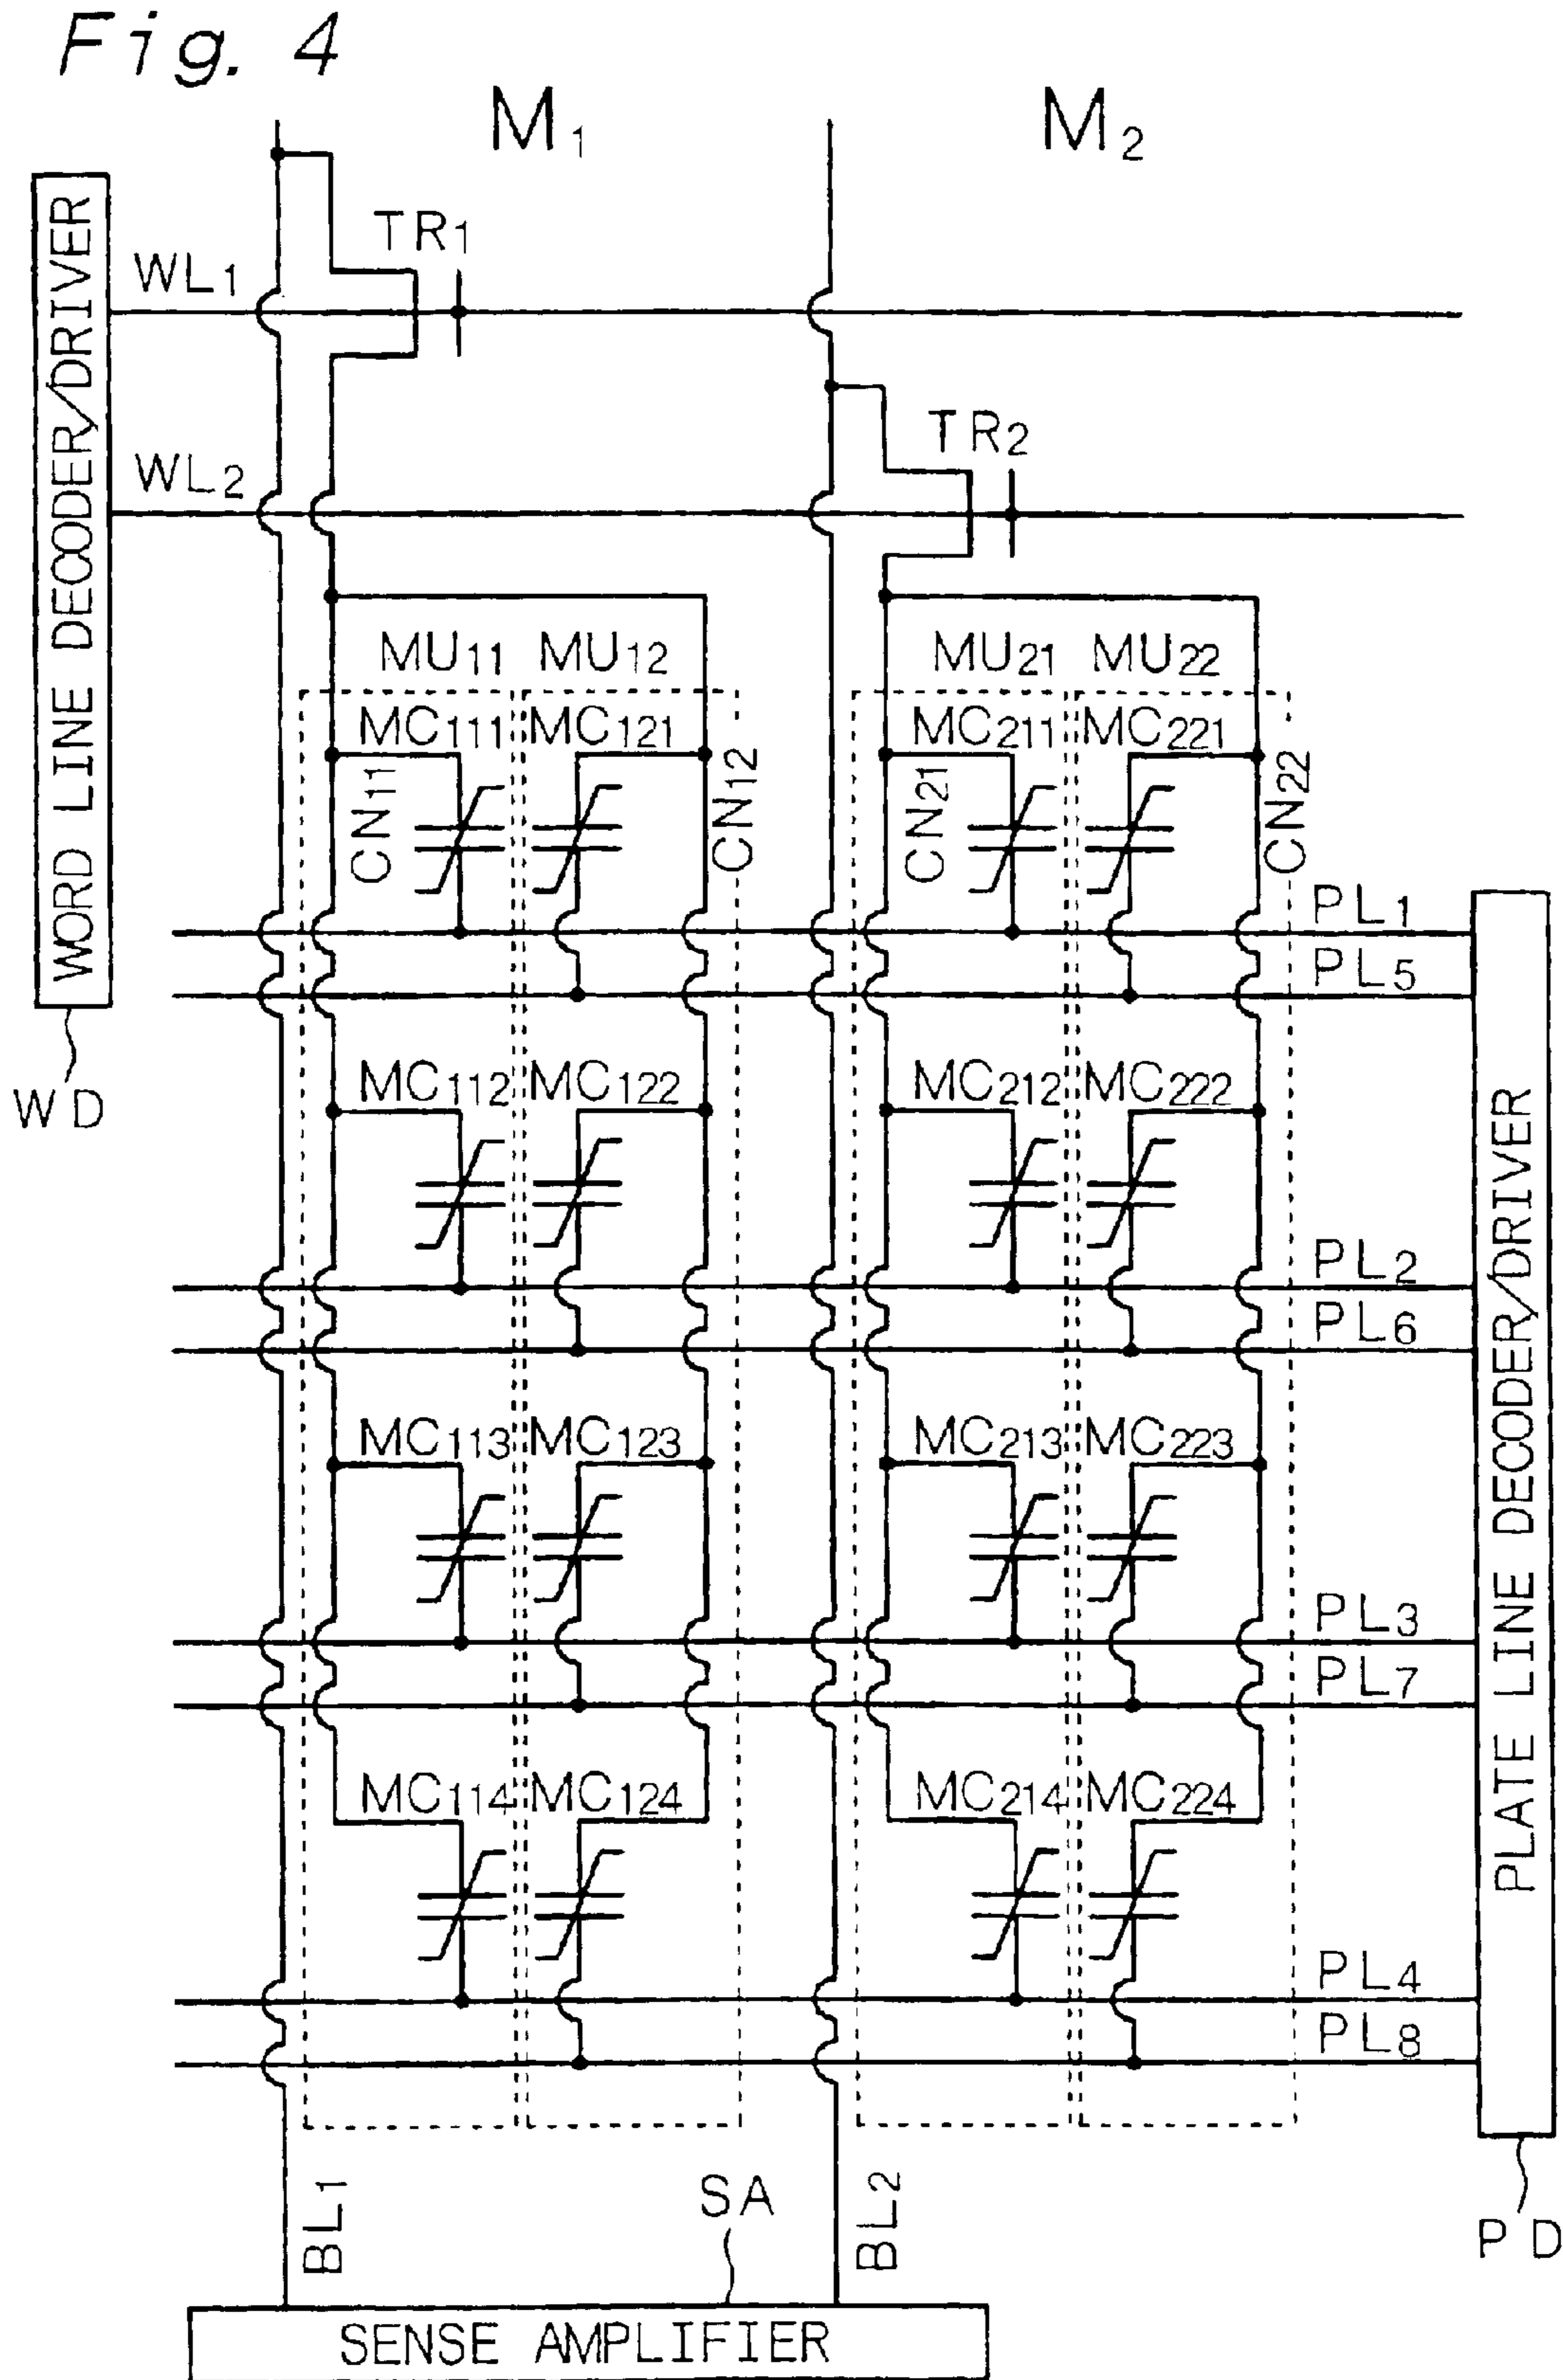 Fig. 4
M1 M2
WORD LINE DECODER/DRIVER
WD
WL1
TR1
WL2
TR2
MU11 MU12 MU21 MU22
MC111 MC121 MC211 MC221
CN11 CN12 CN21 CN22
PL1
PL5
MC112 MC122 MC212 MC222
PL2
PL6
MC113 MC123 MC213 MC223
PL3
PL7
MC114 MC124 MC214 MC224
PL4
PL8
PLATE LINE DECODER/DRIVER
PD
BL1
SA
BL2
SENSE AMPLIFIER